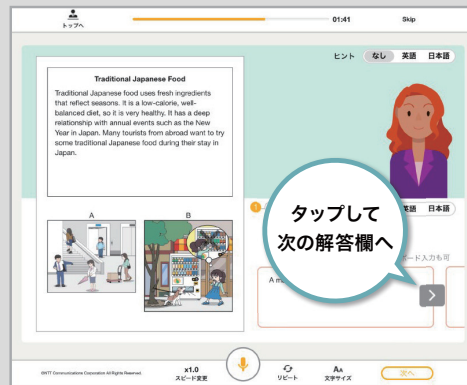 トップへ
01:41
Skip
ヒント
なし
英語
日本語
Traditional Japanese Food
Traditional Japanese food uses fresh ingredients
that reflect seasons. It is a low-calorie, well-
balanced diet, so it is very healthy. It has a deep
relationship with annual events such as the New
Year in Japan. Many tourists from abroad want to try
some traditional Japanese food during their stay in
Japan.
A
B
1
英語
日本語
タップして
次の解答欄へ
ード入力も可
A m
©NTT Communications Corporation All Rights Reserved.
x1.0
スピード変更
リピート
AA
文字サイズ
次へ